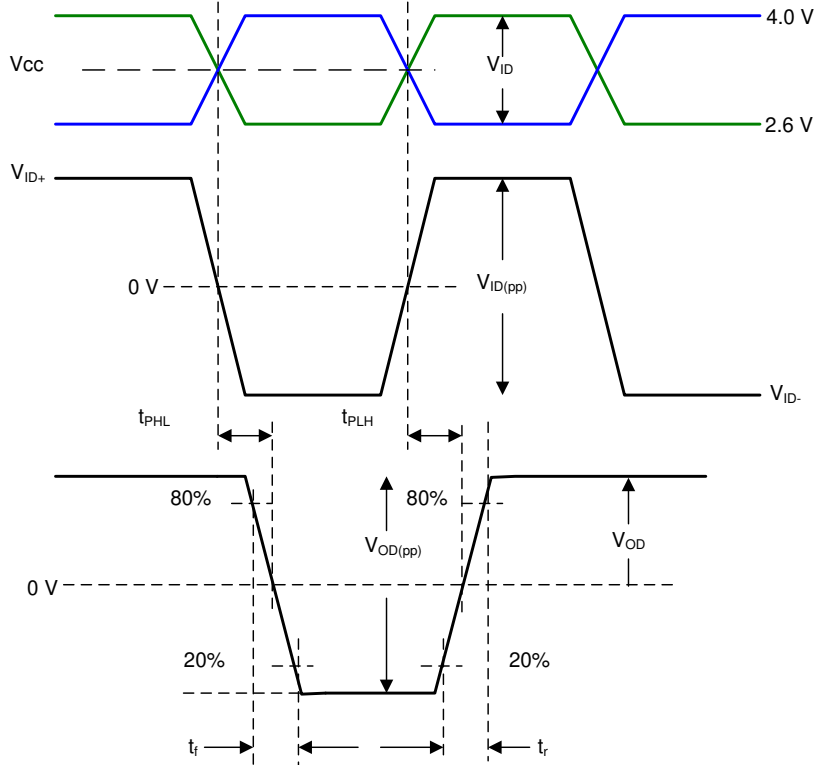 4.0 V
Vcc
VID
2.6 V
VID+
0 V
VID(pp)
VID-
tPHL
tPLH
80%
80%
VOD(pp)
VOD
0 V
20%
20%
tf
tr